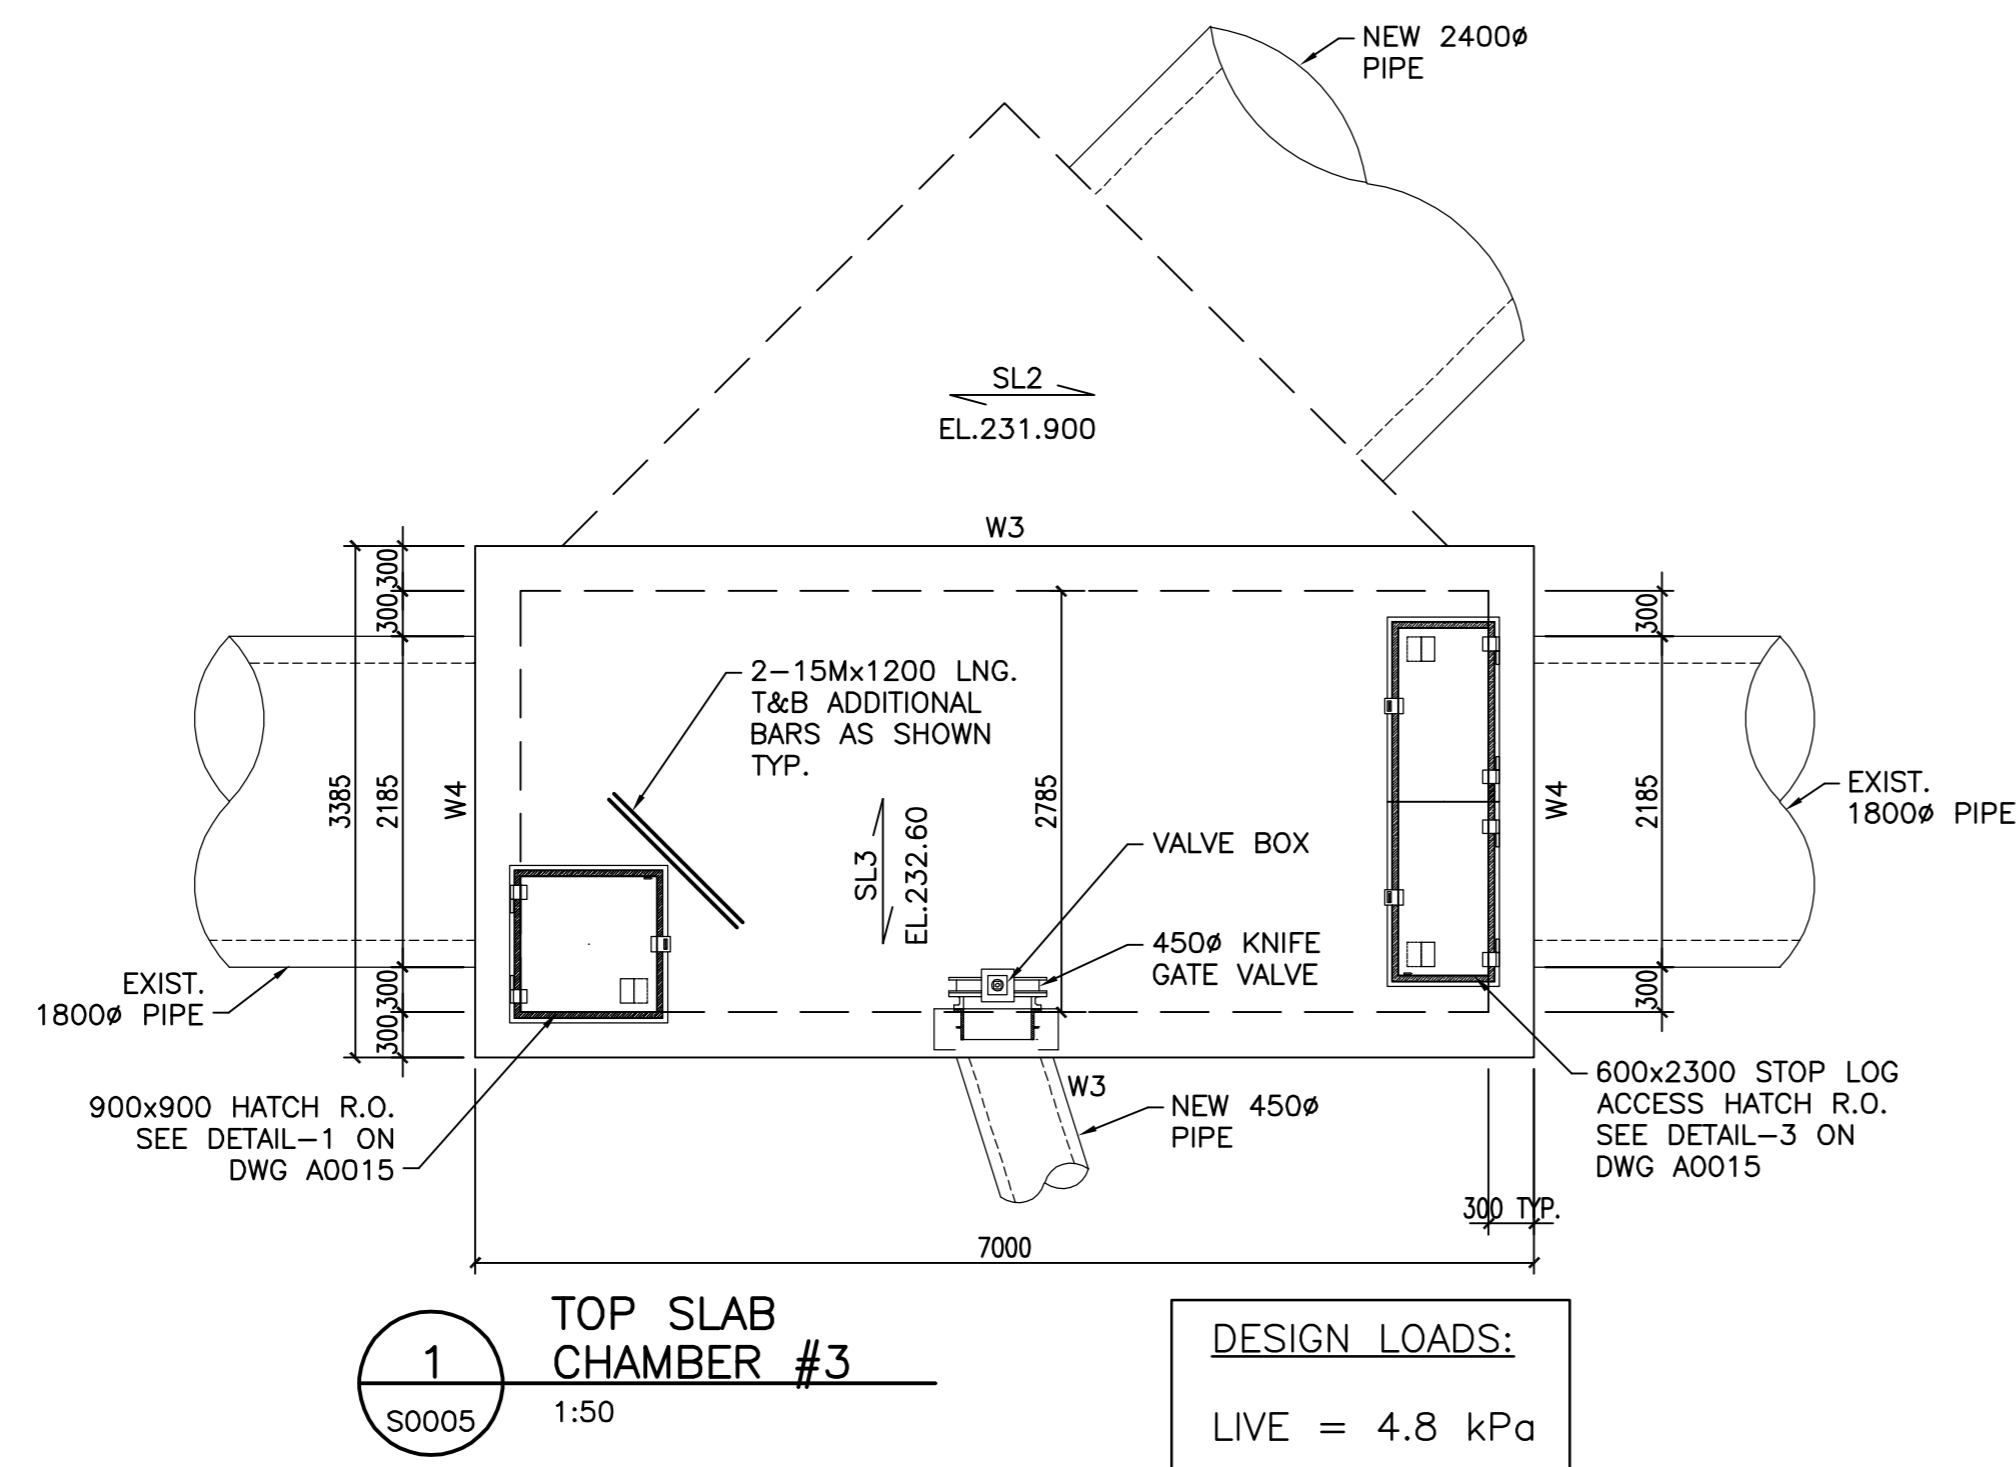 NEW 2400ø
PIPE
SL2
EL.231.900
W3
300
300
2185
3385
300
300
W4
2-15Mx1200 LNG.
T&B ADDITIONAL
BARS AS SHOWN
TYP.
SL3
EL.232.60
2785
VALVE BOX
450ø KNIFE
GATE VALVE
300
2185
300
W4
EXIST.
1800ø PIPE
EXIST.
1800ø PIPE
900x900 HATCH R.O.
SEE DETAIL-1 ON
DWG A0015
W3
NEW 450ø
PIPE
600x2300 STOP LOG
ACCESS HATCH R.O.
SEE DETAIL-3 ON
DWG A0015
300 TYP.
7000
1
S0005
TOP SLAB
CHAMBER #3
1:50
DESIGN LOADS:
LIVE = 4.8 kPa